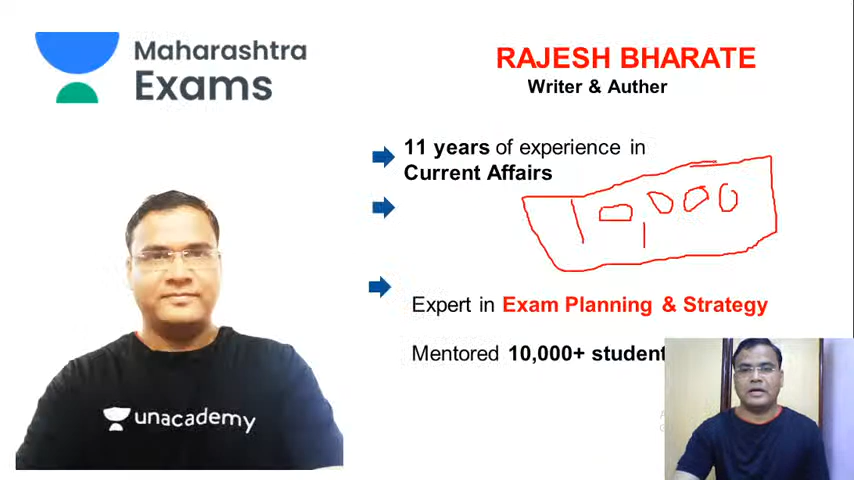 Maharashtra
Exams
RAJESH BHARATE
Writer & Auther
11 years of experience in
Current Affairs
10,000
Expert in Exam Planning & Strategy
Mentored 10,000+ student
unacademy